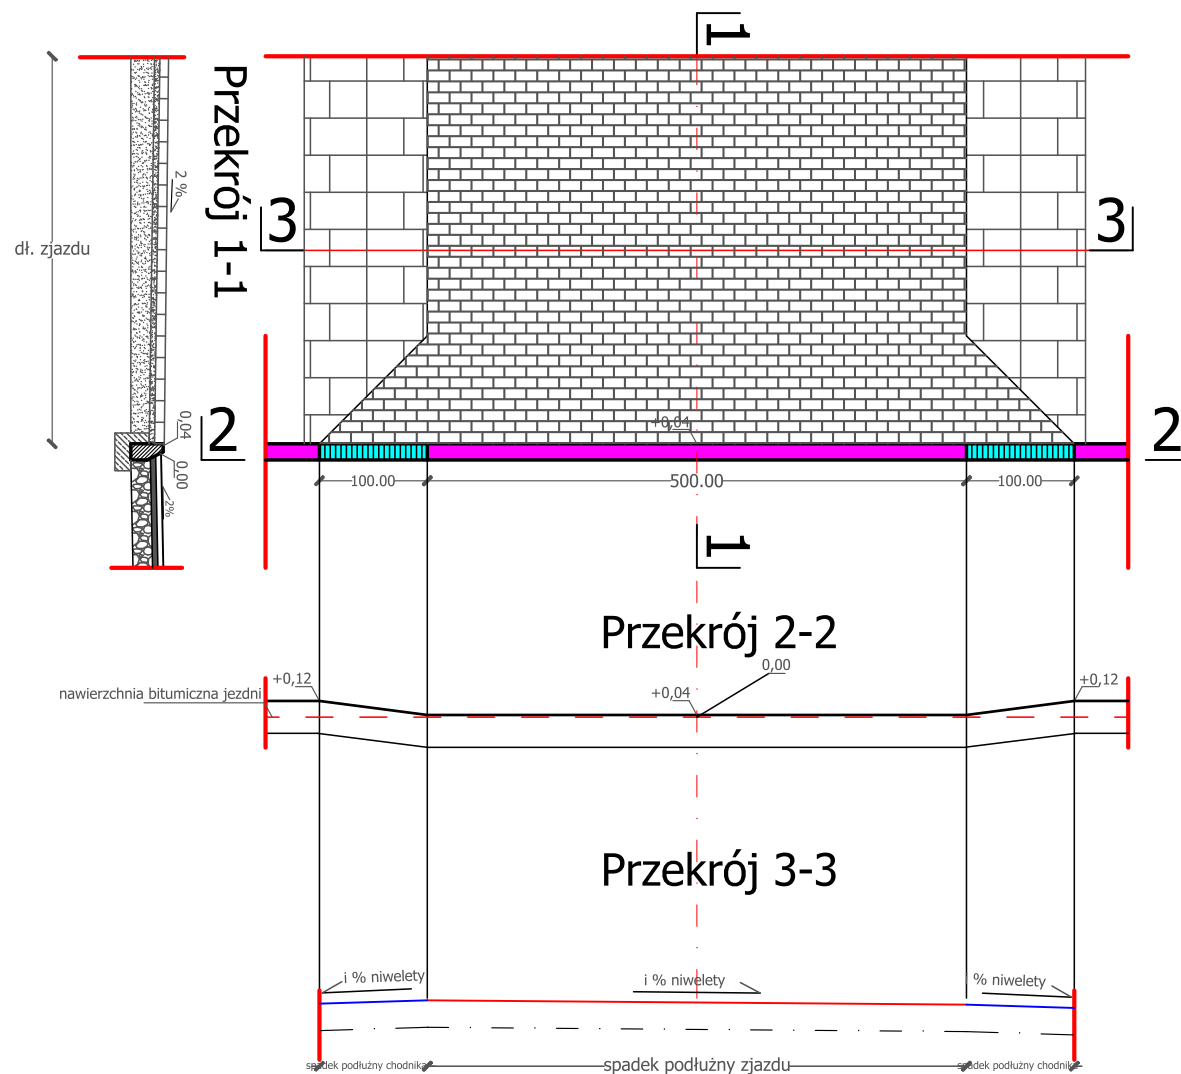 1
Przekrój 1-1
2 %
3
3
dł. zjazdu
0,04
2
+0,04
2
0,00
100.00
500.00
100.00
2%
1
Przekrój 2-2
0,00
+0,12
+0,04
+0,12
nawierzchnia bitumiczna jezdni
Przekrój 3-3
i % niwelety
i % niwelety
% niwelety
spadek podłużny chodnika
spadek podłużny zjazdu
spadek podłużny chodnika